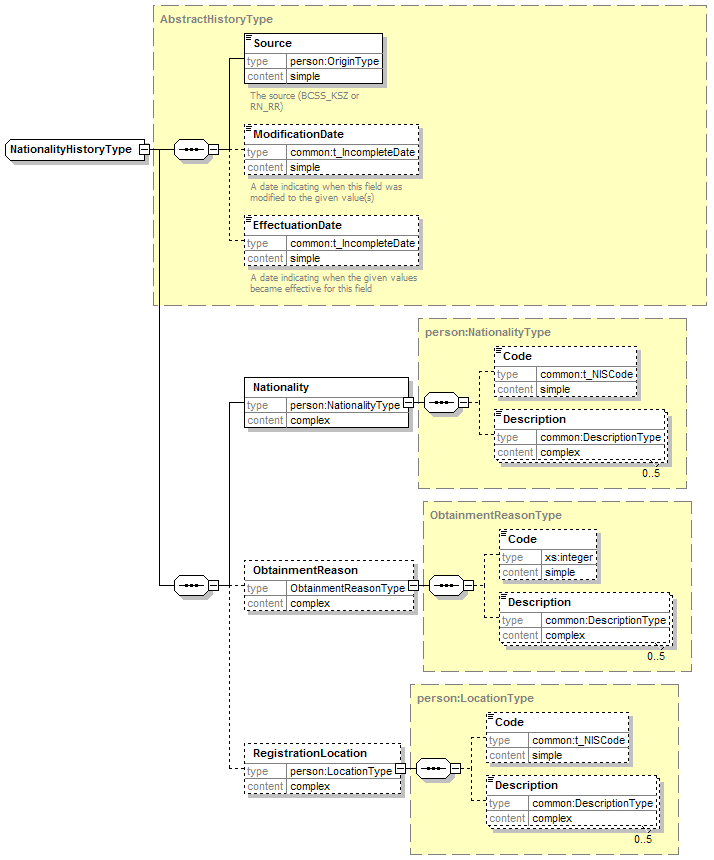 AbstractHistoryType
Source
type person:OriginType
content simple
The source (BCSS_KSZ or
RN_RR)
NationalityHistoryType
ModificationDate
type common:t_IncompleteDate
content simple
A date indicating when this field was
modified to the given value(s)
EffectuationDate
type common:t_IncompleteDate
content simple
A date indicating when the given values
became effective for this field
person:NationalityType
Nationality
type person:NationalityType
content complex
Code
type common:t_NISCode
content simple
Description
type common:DescriptionType
content complex
0..5
ObtainmentReasonType
ObtainmentReason
type ObtainmentReasonType
content complex
Code
type xs:integer
content simple
Description
type common:DescriptionType
content complex
0..5
person:LocationType
RegistrationLocation
type person:LocationType
content complex
Code
type common:t_NISCode
content simple
Description
type common:DescriptionType
content complex
0..5